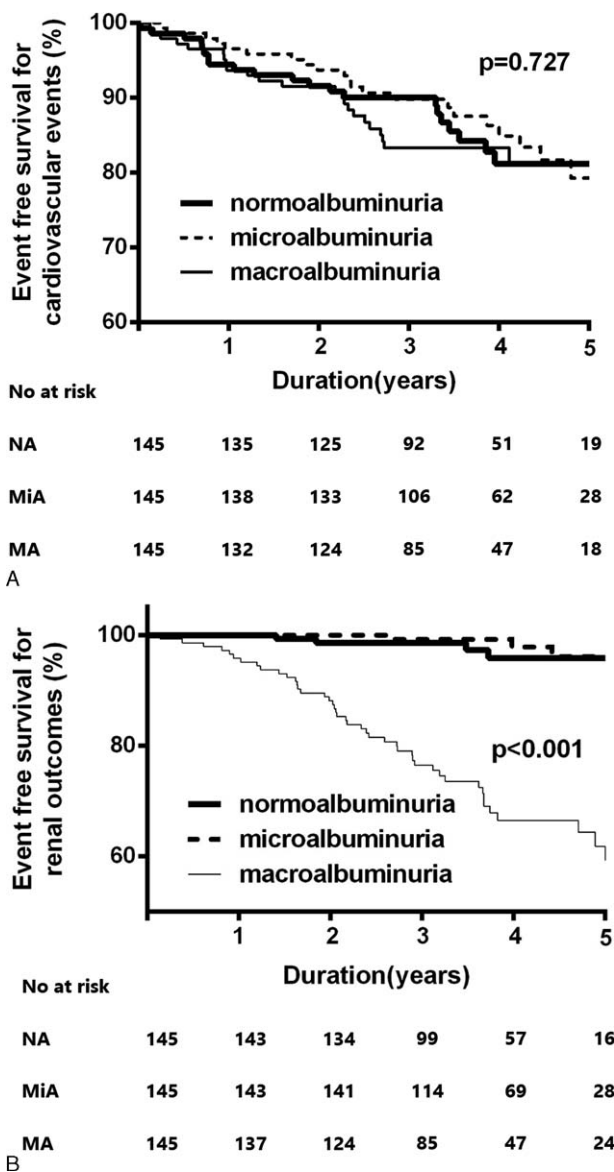 100
90
80
70
60
Event free survival for
cardiovascular events (%)
p=0.727
normoalbuminuria
microalbuminuria
macroalbuminuria
1 2 3 4 5
Duration(years)
No at risk
NA 145 135 125 92 51 19
MiA 145 138 133 106 62 28
MA 145 132 124 85 47 18
A
100
80
60
Event free survival for
renal outcomes (%)
p<0.001
normoalbuminuria
microalbuminuria
macroalbuminuria
1 2 3 4 5
Duration(years)
No at risk
NA 145 143 134 99 57 16
MiA 145 143 141 114 69 28
MA 145 137 124 85 47 24
B